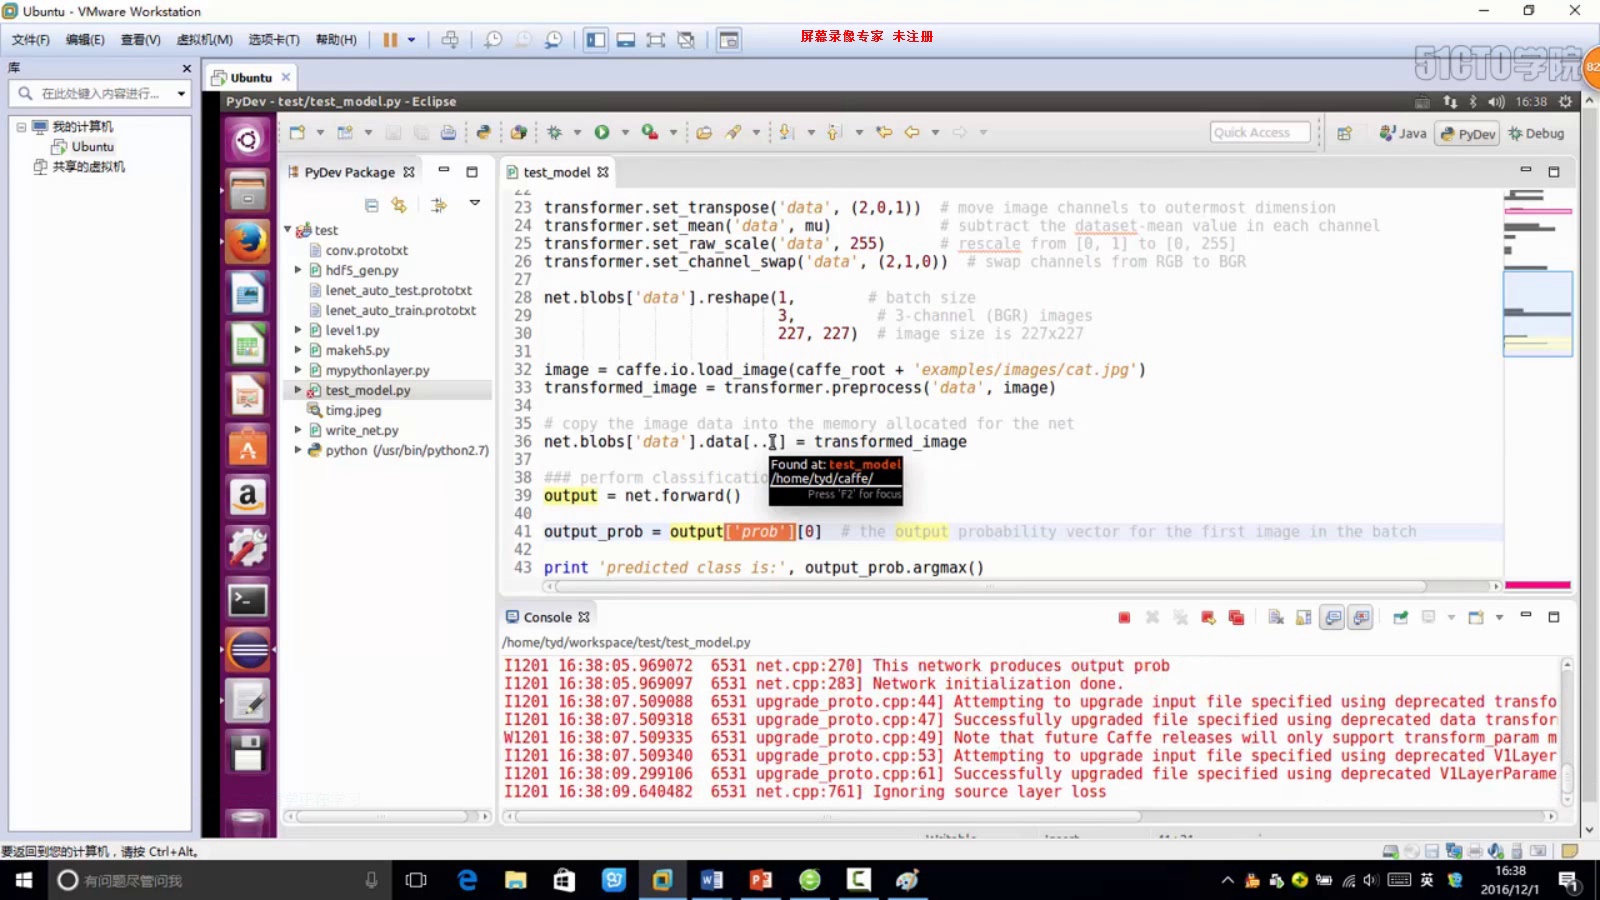 Ubuntu - VMware Workstation
文件(F) 编辑(E) 查看(V) 虚拟机(M) 选项卡(T) 帮助(H)
屏幕录像专家 未注册
51CTO学院
82
库
Ubuntu
在此处键入内容进行...
我的计算机
Ubuntu
共享的虚拟机
PyDev - test/test_model.py - Eclipse
16:38
Quick Access
Java
PyDev
Debug
PyDev Package
test
conv.prototxt
hdf5_gen.py
lenet_auto_test.prototxt
lenet_auto_train.prototxt
level1.py
makeh5.py
mypythonlayer.py
test_model.py
timg.jpeg
write_net.py
python (/usr/bin/python2.7)
test_model
22
23 transformer.set_transpose('data', (2,0,1))  # move image channels to outermost dimension
24 transformer.set_mean('data', mu)            # subtract the dataset-mean value in each channel
25 transformer.set_raw_scale('data', 255)      # rescale from [0, 1] to [0, 255]
26 transformer.set_channel_swap('data', (2,1,0))  # swap channels from RGB to BGR
27
28 net.blobs['data'].reshape(1,        # batch size
29                           3,         # 3-channel (BGR) images
30                           227, 227)  # image size is 227x227
31
32 image = caffe.io.load_image(caffe_root + 'examples/images/cat.jpg')
33 transformed_image = transformer.preprocess('data', image)
34
35 # copy the image data into the memory allocated for the net
36 net.blobs['data'].data[...] = transformed_image
37
38 ### perform classificatio
39 output = net.forward()
40
41 output_prob = output['prob'][0]  # the output probability vector for the first image in the batch
42
43 print 'predicted class is:', output_prob.argmax()
Found at: test_model
/home/tyd/caffe/
Press 'F2' for focus
Console
/home/tyd/workspace/test/test_model.py
I1201 16:38:05.969072  6531 net.cpp:270] This network produces output prob
I1201 16:38:05.969097  6531 net.cpp:283] Network initialization done.
I1201 16:38:07.509088  6531 upgrade_proto.cpp:44] Attempting to upgrade input file specified using deprecated transfo
I1201 16:38:07.509318  6531 upgrade_proto.cpp:47] Successfully upgraded file specified using deprecated data transfor
W1201 16:38:07.509335  6531 upgrade_proto.cpp:49] Note that future Caffe releases will only support transform_param m
I1201 16:38:07.509340  6531 upgrade_proto.cpp:53] Attempting to upgrade input file specified using deprecated V1Layer
I1201 16:38:09.299106  6531 upgrade_proto.cpp:61] Successfully upgraded file specified using deprecated V1LayerParame
I1201 16:38:09.640482  6531 net.cpp:761] Ignoring source layer loss
要返回到您的计算机，请按 Ctrl+Alt。
有问题尽管问我
英
16:38
2016/12/1
1